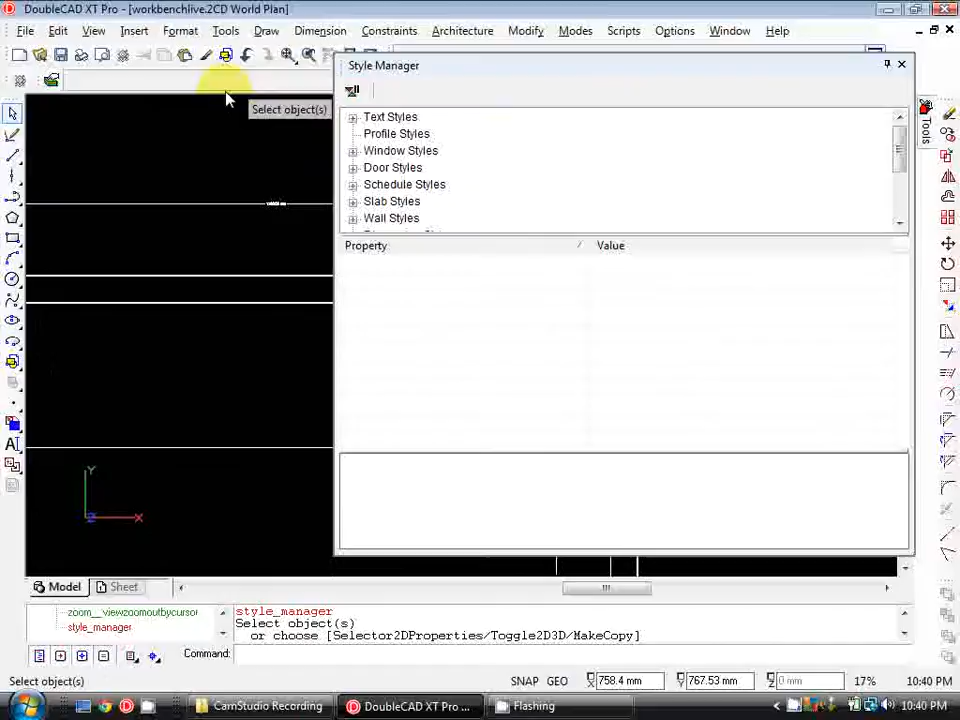 DoubleCAD XT Pro - [workbenchlive.2CD World Plan]
File Edit View Insert Format Tools Draw Dimension Constraints Architecture Modify Modes Scripts Options Window Help
Style Manager
Select object(s)
Text Styles
Profile Styles
Window Styles
Door Styles
Schedule Styles
Slab Styles
Wall Styles
Property / Value
Tools
Y
X
Model Sheet
zoom__viewzoomoutbycursor
style_manager
style_manager
Select object(s)
or choose [Selector2DProperties/Toggle2D3D/MakeCopy]
Command:
Select object(s) SNAP GEO X 758.4 mm Y 767.53 mm Z 0 mm 17% 10:40 PM
CamStudio Recording DoubleCAD XT Pro ... Flashing 10:40 PM